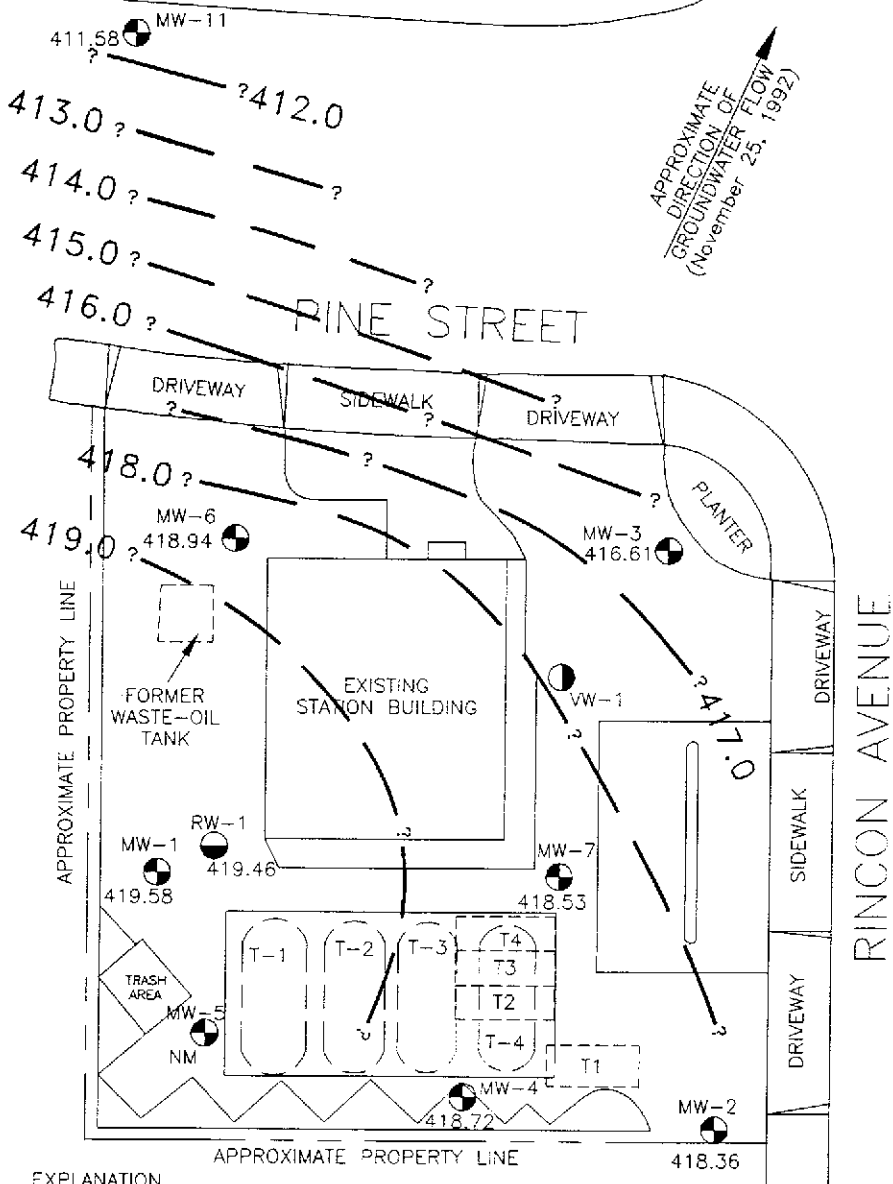 MW-11
411.58
? ?412.0
413.0 ? ?
414.0 ? ?
415.0 ? ?
416.0 ? ?
APPROXIMATE
DIRECTION OF
GROUNDWATER FLOW
(November 25, 1992)
PINE STREET
DRIVEWAY
SIDEWALK
DRIVEWAY
PLANTER
? ? ?
418.0 ?
419.0 ?
MW-6
418.94
MW-3
416.61
FORMER
WASTE-OIL
TANK
EXISTING
STATION BUILDING
VW-1
?
417.0
?
APPROXIMATE PROPERTY LINE
DRIVEWAY
SIDEWALK
DRIVEWAY
RINCON AVENUE
RW-1
419.46
MW-1
419.58
?
MW-7
418.53
T-1
T-2
T-3
T4
T3
T2
T-4
T1
TRASH
AREA
MW-5
NM
?
?
MW-4
418.72
MW-2
418.36
APPROXIMATE PROPERTY LINE
EXPLANATION